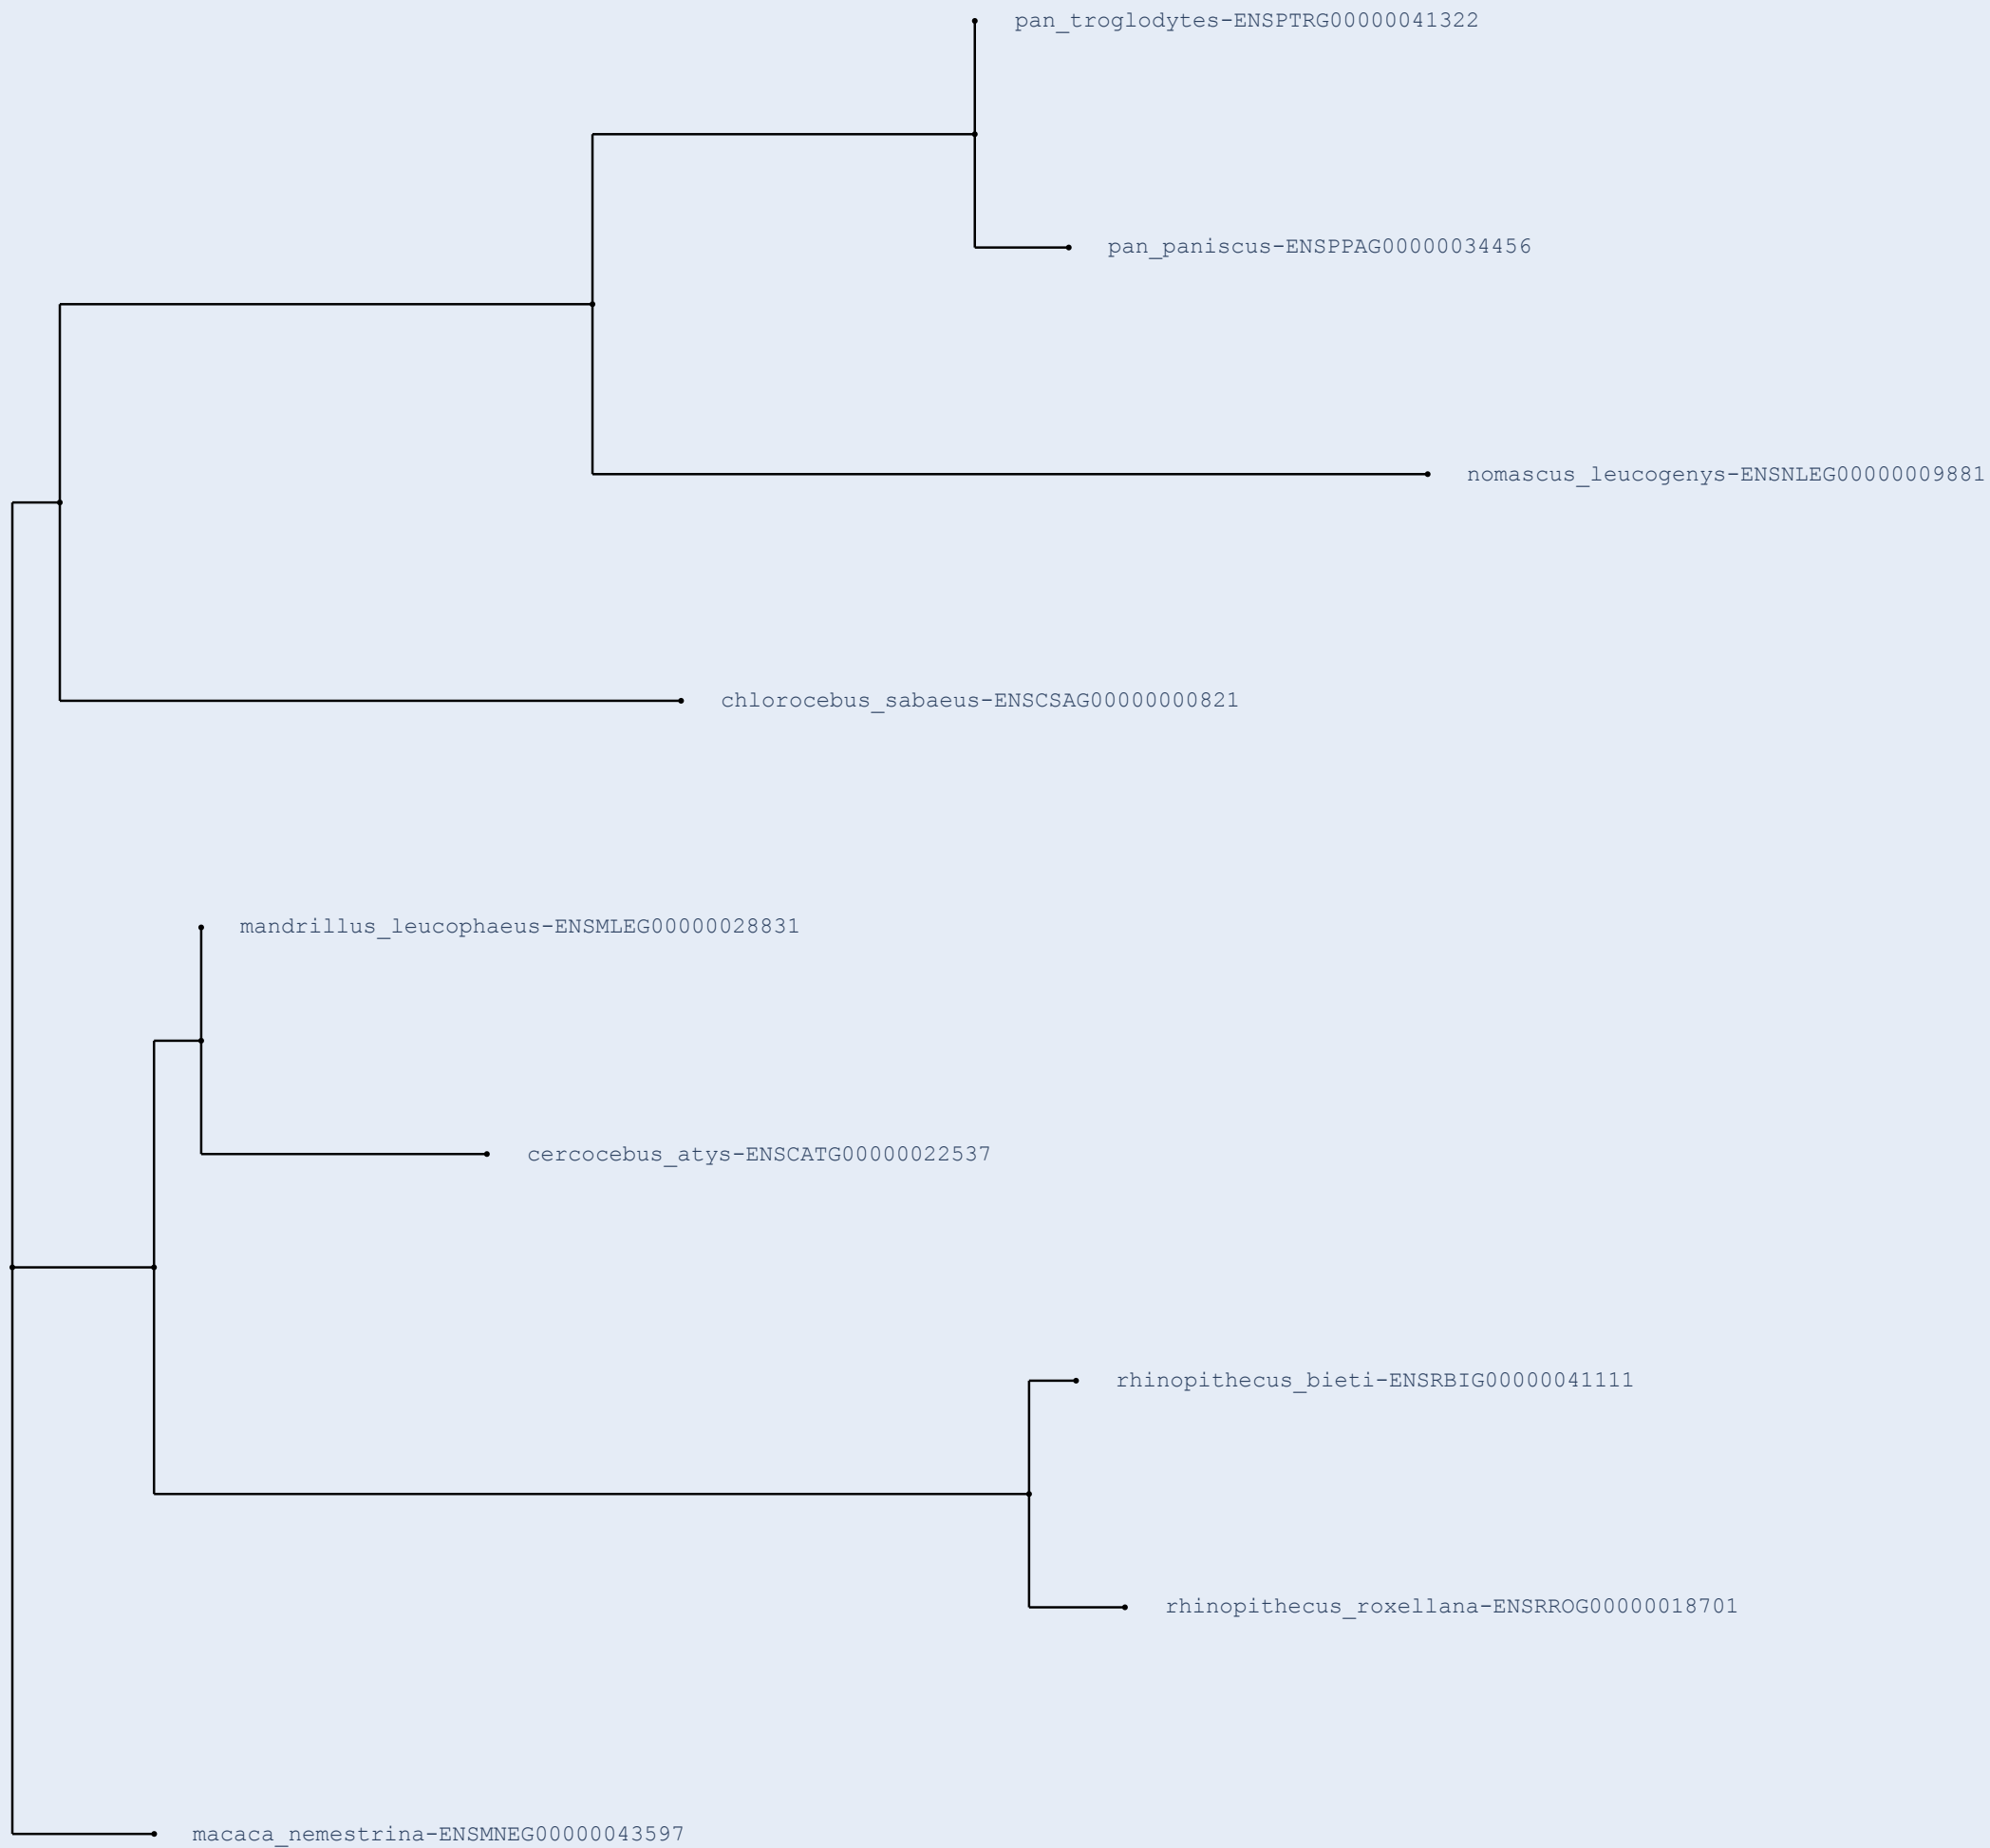 pan_troglodytes-ENSPTRG00000041322
pan_paniscus-ENSPPAG00000034456
nomascus_leucogenys-ENSNLEG00000009881
chlorocebus_sabaeus-ENSCSAG00000000821
mandrillus_leucophaeus-ENSMLEG00000028831
cercocebus_atys-ENSCATG00000022537
rhinopithecus_bieti-ENSRBIG00000041111
rhinopithecus_roxellana-ENSRROG00000018701
macaca_nemestrina-ENSMNEG00000043597